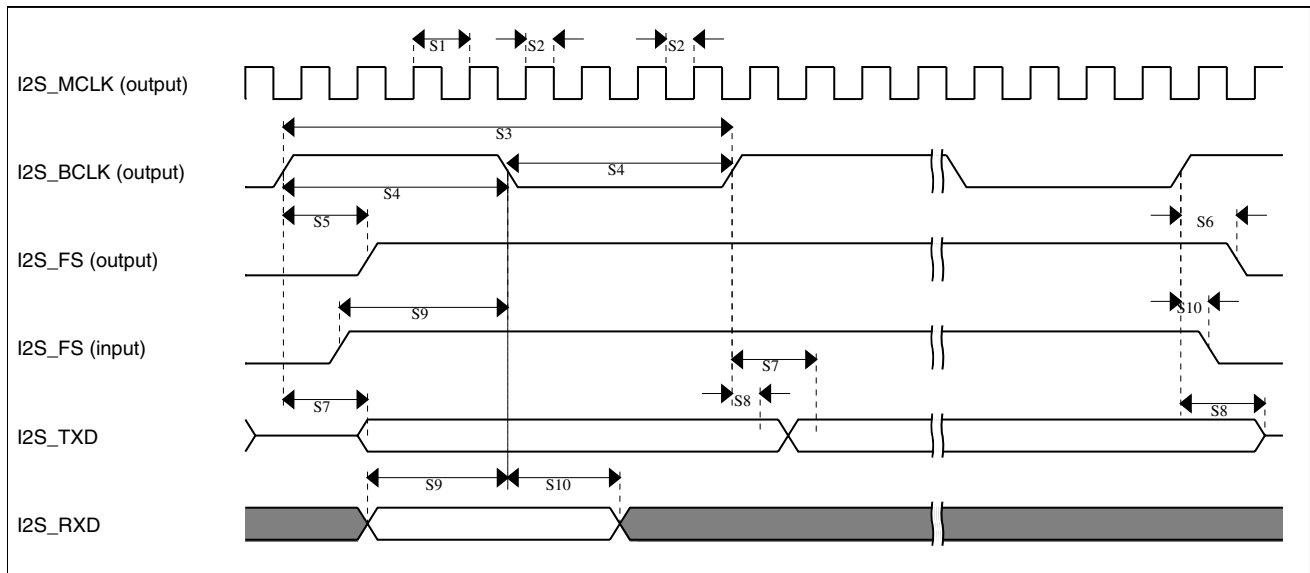 S1
S2
S2
I2S_MCLK (output)
S3
I2S_BCLK (output)
S4
S4
S5
S6
I2S_FS (output)
S9
S10
I2S_FS (input)
S7
S7
S8
S8
I2S_TXD
S9
S10
I2S_RXD